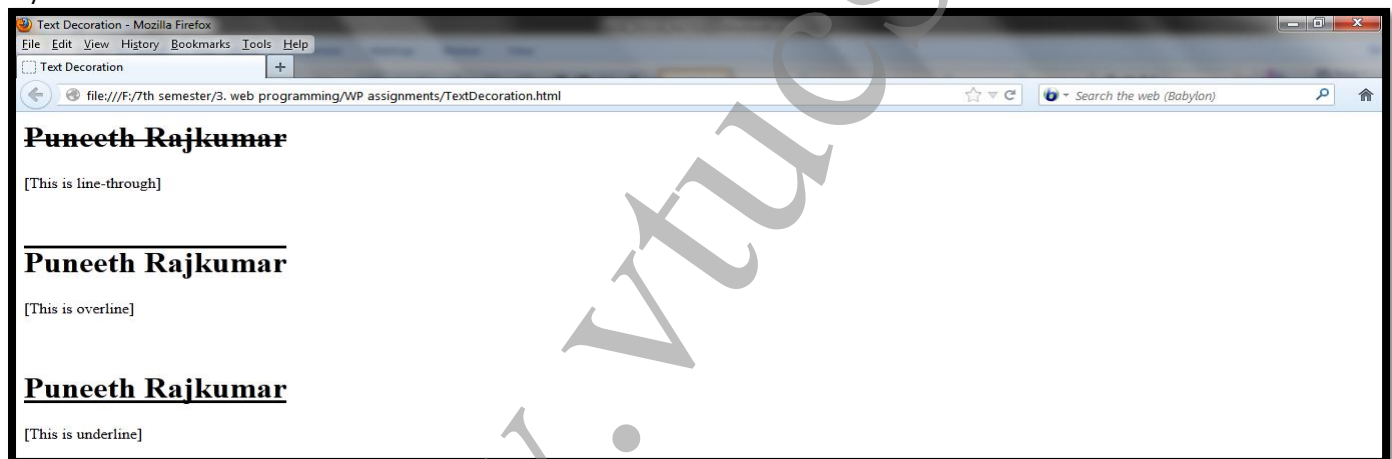 Text Decoration - Mozilla Firefox
File Edit View History Bookmarks Tools Help
Text Decoration +
file:///F:/7th semester/3. web programming/WP assignments/TextDecoration.html Search the web (Babylon)
Puneeth Rajkumar
[This is line-through]
Puneeth Rajkumar
[This is overline]
Puneeth Rajkumar
[This is underline]
. vtuc